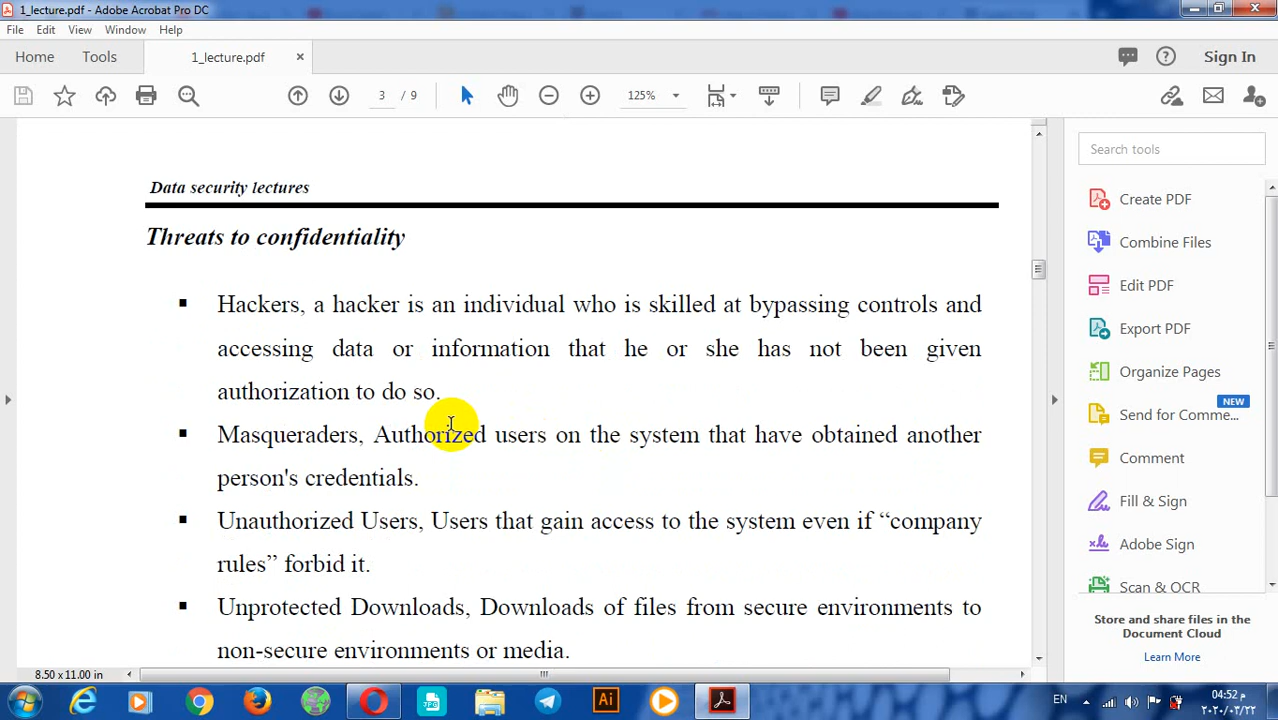 1_lecture.pdf - Adobe Acrobat Pro DC
File Edit View Window Help
Home Tools 1_lecture.pdf × Sign In
3 / 9 125%
Data security lectures
Threats to confidentiality
▪ Hackers, a hacker is an individual who is skilled at bypassing controls and
accessing data or information that he or she has not been given
authorization to do so.
▪ Masqueraders, Authorized users on the system that have obtained another
person's credentials.
▪ Unauthorized Users, Users that gain access to the system even if “company
rules” forbid it.
▪ Unprotected Downloads, Downloads of files from secure environments to
non-secure environments or media.
Search tools
Create PDF
Combine Files
Edit PDF
Export PDF
Organize Pages
NEW
Send for Comme...
Comment
Fill & Sign
Adobe Sign
Scan & OCR
Store and share files in the
Document Cloud
Learn More
8.50 x 11.00 in
JPG
Ai
EN
04:52 م
٢٠٢٠/٠٣/٢٢